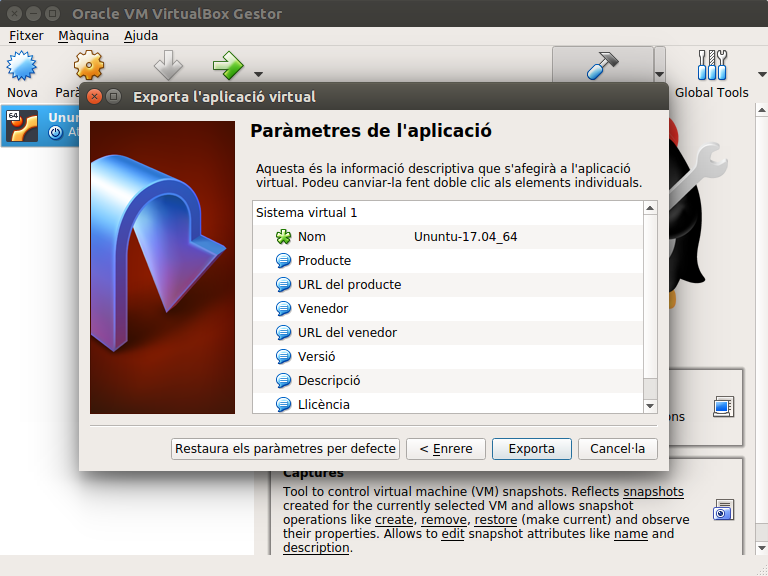 Oracle VM VirtualBox Gestor
Fitxer Màquina Ajuda
Nova
Global Tools
64
Exporta l'aplicació virtual
Paràmetres de l'aplicació
Aquesta és la informació descriptiva que s'afegirà a l'aplicació
virtual. Podeu canviar-la fent doble clic als elements individuals.
Sistema virtual 1
Nom Ununtu-17.04_64
Producte
URL del producte
Venedor
URL del venedor
Versió
Descripció
Llicència
Restaura els paràmetres per defecte < Enrere Exporta Cancel·la
Captures
Tool to control virtual machine (VM) snapshots. Reflects snapshots
created for the currently selected VM and allows snapshot
operations like create, remove, restore (make current) and observe
their properties. Allows to edit snapshot attributes like name and
description.